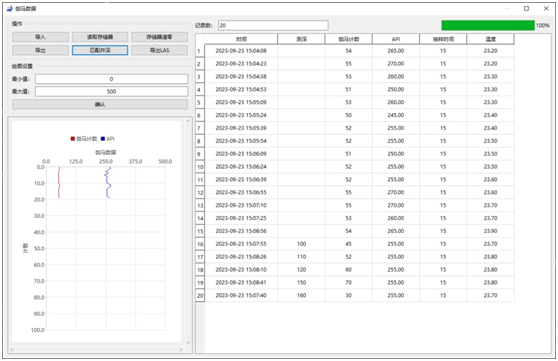 伽马数据
操作
导入 读取存储器 存储器清零
导出 匹配井深 导出LAS
绘图设置
最小值: 0
最大值: 500
确认
伽马计数 API
伽马数据
0.0 125.0 250.0 375.0 500.0
0.0
10.0
20.0
30.0
40.0
50.0
60.0
70.0
80.0
90.0
100.0
计数
记录数: 20 100%
时间 测深 伽马计数 API 抽样时间 温度
1 2023-09-23 15:04:08 54 265.00 15 23.20
2 2023-09-23 15:04:23 55 270.00 15 23.20
3 2023-09-23 15:04:38 53 260.00 15 23.30
4 2023-09-23 15:04:53 51 250.00 15 23.30
5 2023-09-23 15:05:09 53 260.00 15 23.30
6 2023-09-23 15:05:24 50 245.00 15 23.40
7 2023-09-23 15:05:39 52 255.00 15 23.40
8 2023-09-23 15:05:54 52 255.00 15 23.50
9 2023-09-23 15:06:09 51 250.00 15 23.50
10 2023-09-23 15:06:24 52 255.00 15 23.50
11 2023-09-23 15:06:39 52 255.00 15 23.60
12 2023-09-23 15:06:55 55 270.00 15 23.60
13 2023-09-23 15:07:10 55 270.00 15 23.70
14 2023-09-23 15:07:25 53 260.00 15 23.70
15 2023-09-23 15:08:56 54 265.00 15 23.90
16 2023-09-23 15:07:55 100 45 255.00 15 23.70
17 2023-09-23 15:08:26 110 52 255.00 15 23.80
18 2023-09-23 15:08:10 120 60 255.00 15 23.80
19 2023-09-23 15:08:41 150 70 255.00 15 23.80
20 2023-09-23 15:07:40 160 30 255.00 15 23.70